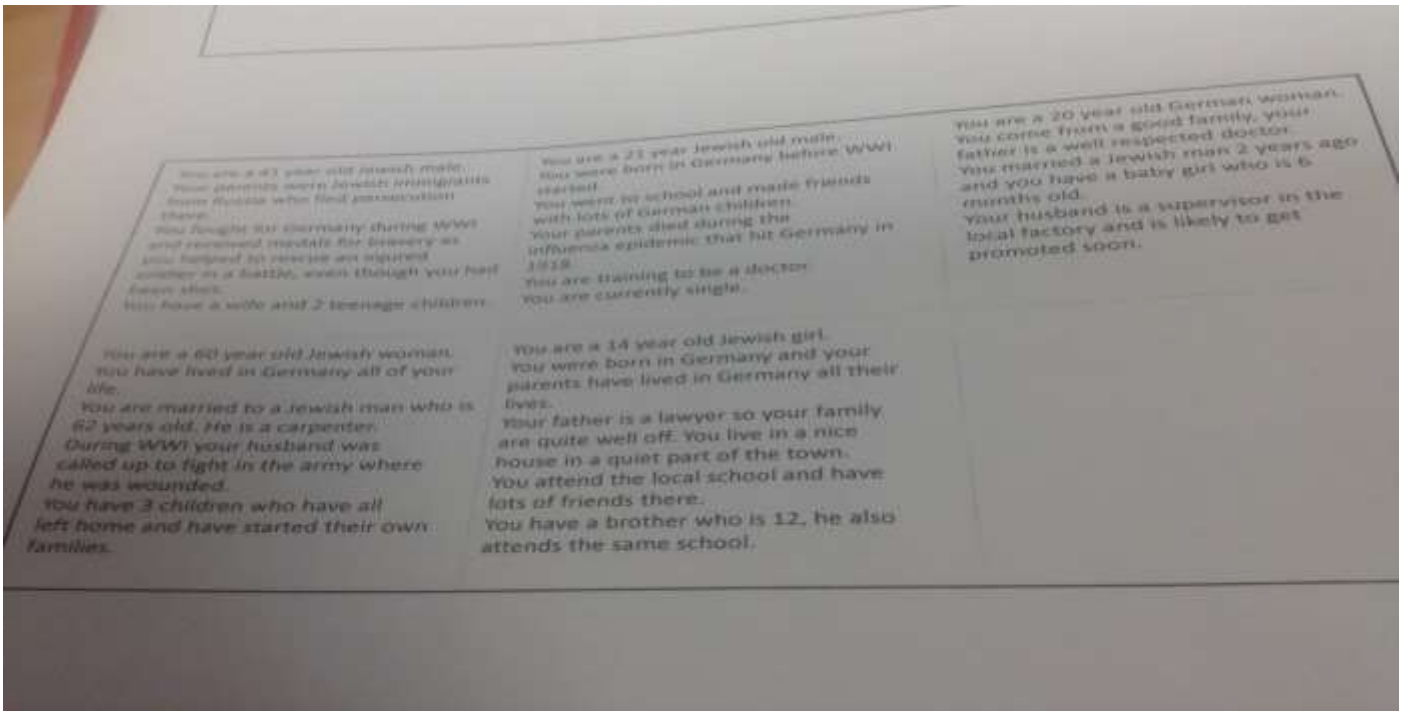 You are a 41 year old Jewish male.
Your parents were Jewish immigrants
from Russia who fled persecution
there.
You fought for Germany during WWI
and received medals for bravery as
you helped to rescue an injured
soldier in a battle, even though you had
been shot.
You have a wife and 2 teenage children.
You are a 21 year Jewish old male.
You were born in Germany before WWI
started.
You went to school and made friends
with lots of German children.
Your parents died during the
influenza epidemic that hit Germany in
1918.
You are training to be a doctor.
You are currently single.
You are a 20 year old German woman.
You come from a good family, your
father is a well respected doctor.
You married a Jewish man 2 years ago
and you have a baby girl who is 6
months old.
Your husband is a supervisor in the
local factory and is likely to get
promoted soon.
You are a 60 year old Jewish woman.
You have lived in Germany all of your
life.
You are married to a Jewish man who is
62 years old. He is a carpenter.
During WWI your husband was
called up to fight in the army where
he was wounded.
You have 3 children who have all
left home and have started their own
families.
You are a 14 year old Jewish girl.
You were born in Germany and your
parents have lived in Germany all their
lives.
Your father is a lawyer so your family
are quite well off. You live in a nice
house in a quiet part of the town.
You attend the local school and have
lots of friends there.
You have a brother who is 12, he also
attends the same school.